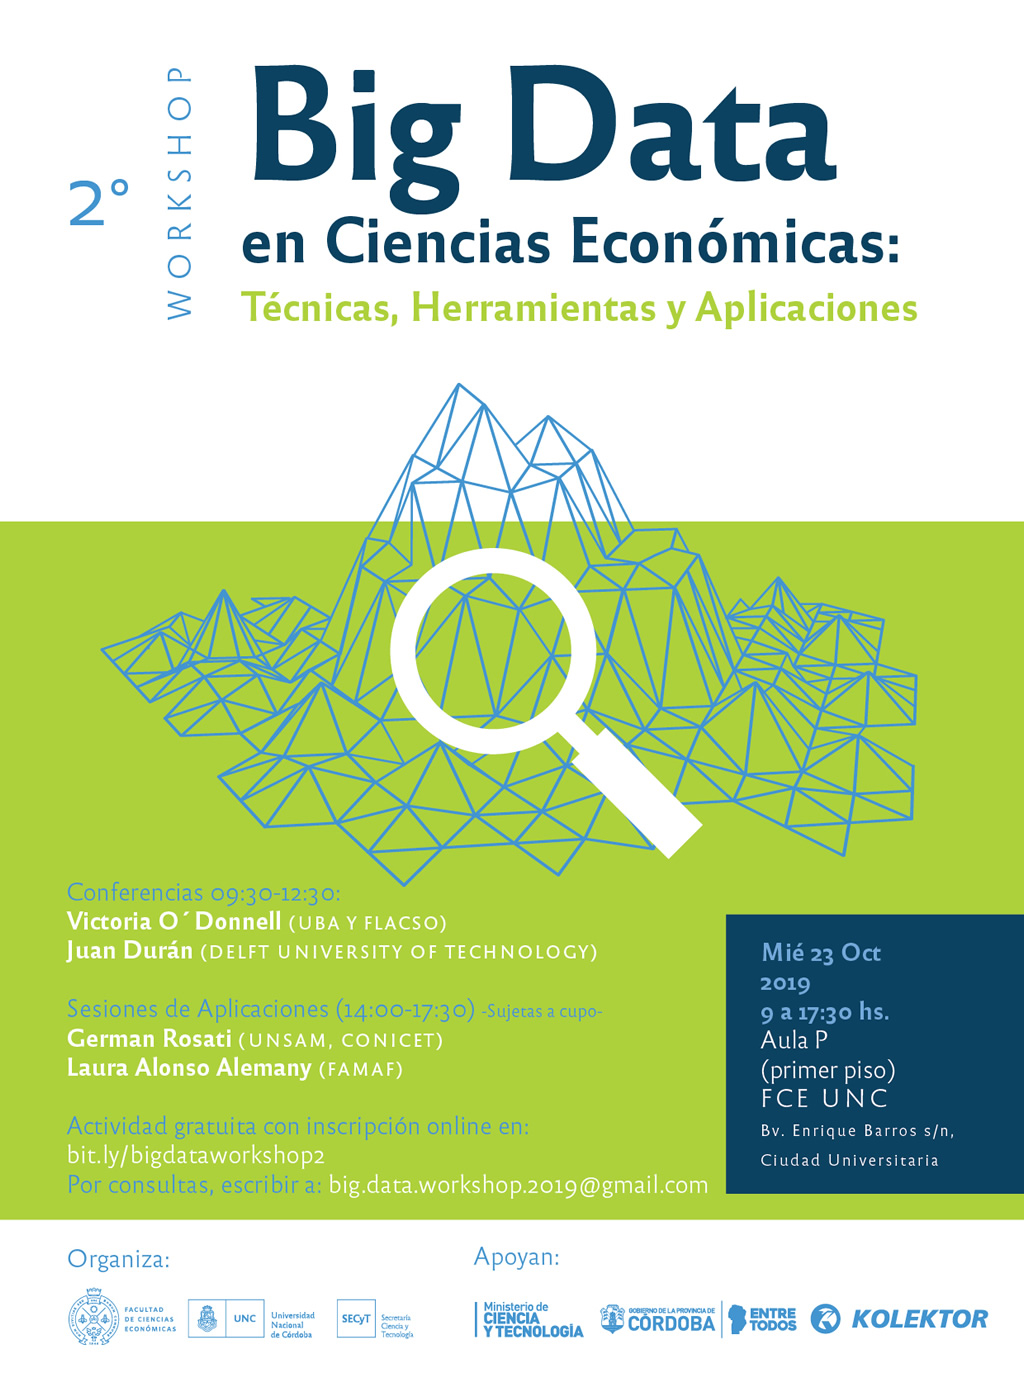 2°
WORKSHOP
Big Data
en Ciencias Económicas:
Técnicas, Herramientas y Aplicaciones
Conferencias 09:30-12:30:
Victoria O´Donnell (UBA Y FLACSO)
Juan Durán (DELFT UNIVERSITY OF TECHNOLOGY)
Sesiones de Aplicaciones (14:00-17:30) -Sujetas a cupo-
German Rosati (UNSAM, CONICET)
Laura Alonso Alemany (FAMAF)
Actividad gratuita con inscripción online en:
bit.ly/bigdataworkshop2
Por consultas, escribir a: big.data.workshop.2019@gmail.com
Mié 23 Oct
2019
9 a 17:30 hs.
Aula P
(primer piso)
FCE UNC
Bv. Enrique Barros s/n,
Ciudad Universitaria
Organiza:
FACULTAD
DE CIENCIAS
ECONÓMICAS
UNC
Universidad
Nacional
de Córdoba
SECyT
Secretaría
Ciencia y
Tecnología
Apoyan:
Ministerio de
CIENCIA
Y TECNOLOGÍA
GOBIERNO DE LA PROVINCIA DE
CÓRDOBA
ENTRE
TODOS
KOLEKTOR